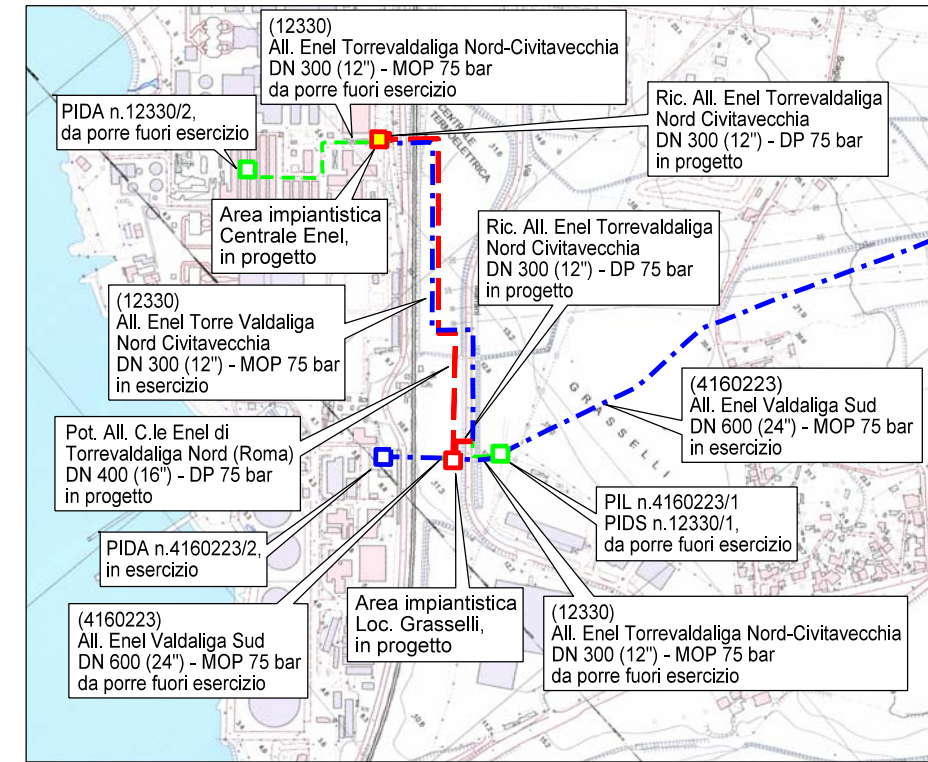 (12330)
All. Enel Torrevaldaliga Nord-Civitavecchia
DN 300 (12") - MOP 75 bar
da porre fuori esercizio
PIDA n.12330/2,
da porre fuori esercizio
Ric. All. Enel Torrevaldaliga
Nord Civitavecchia
DN 300 (12") - DP 75 bar
in progetto
CENTRALE
TERMOELETTRICA
Area impiantistica
Centrale Enel,
in progetto
Ric. All. Enel Torrevaldaliga
Nord Civitavecchia
DN 300 (12") - DP 75 bar
in progetto
(12330)
All. Enel Torre Valdaliga
Nord Civitavecchia
DN 300 (12") - MOP 75 bar
in esercizio
GRASSELLI
(4160223)
All. Enel Valdaliga Sud
DN 600 (24") - MOP 75 bar
in esercizio
Pot. All. C.le Enel di
Torrevaldaliga Nord (Roma)
DN 400 (16") - DP 75 bar
in progetto
PIL n.4160223/1
PIDS n.12330/1,
da porre fuori esercizio
PIDA n.4160223/2,
in esercizio
Area impiantistica
Loc. Grasselli,
in progetto
(4160223)
All. Enel Valdaliga Sud
DN 600 (24") - MOP 75 bar
da porre fuori esercizio
(12330)
All. Enel Torrevaldaliga Nord-Civitavecchia
DN 300 (12") - MOP 75 bar
da porre fuori esercizio